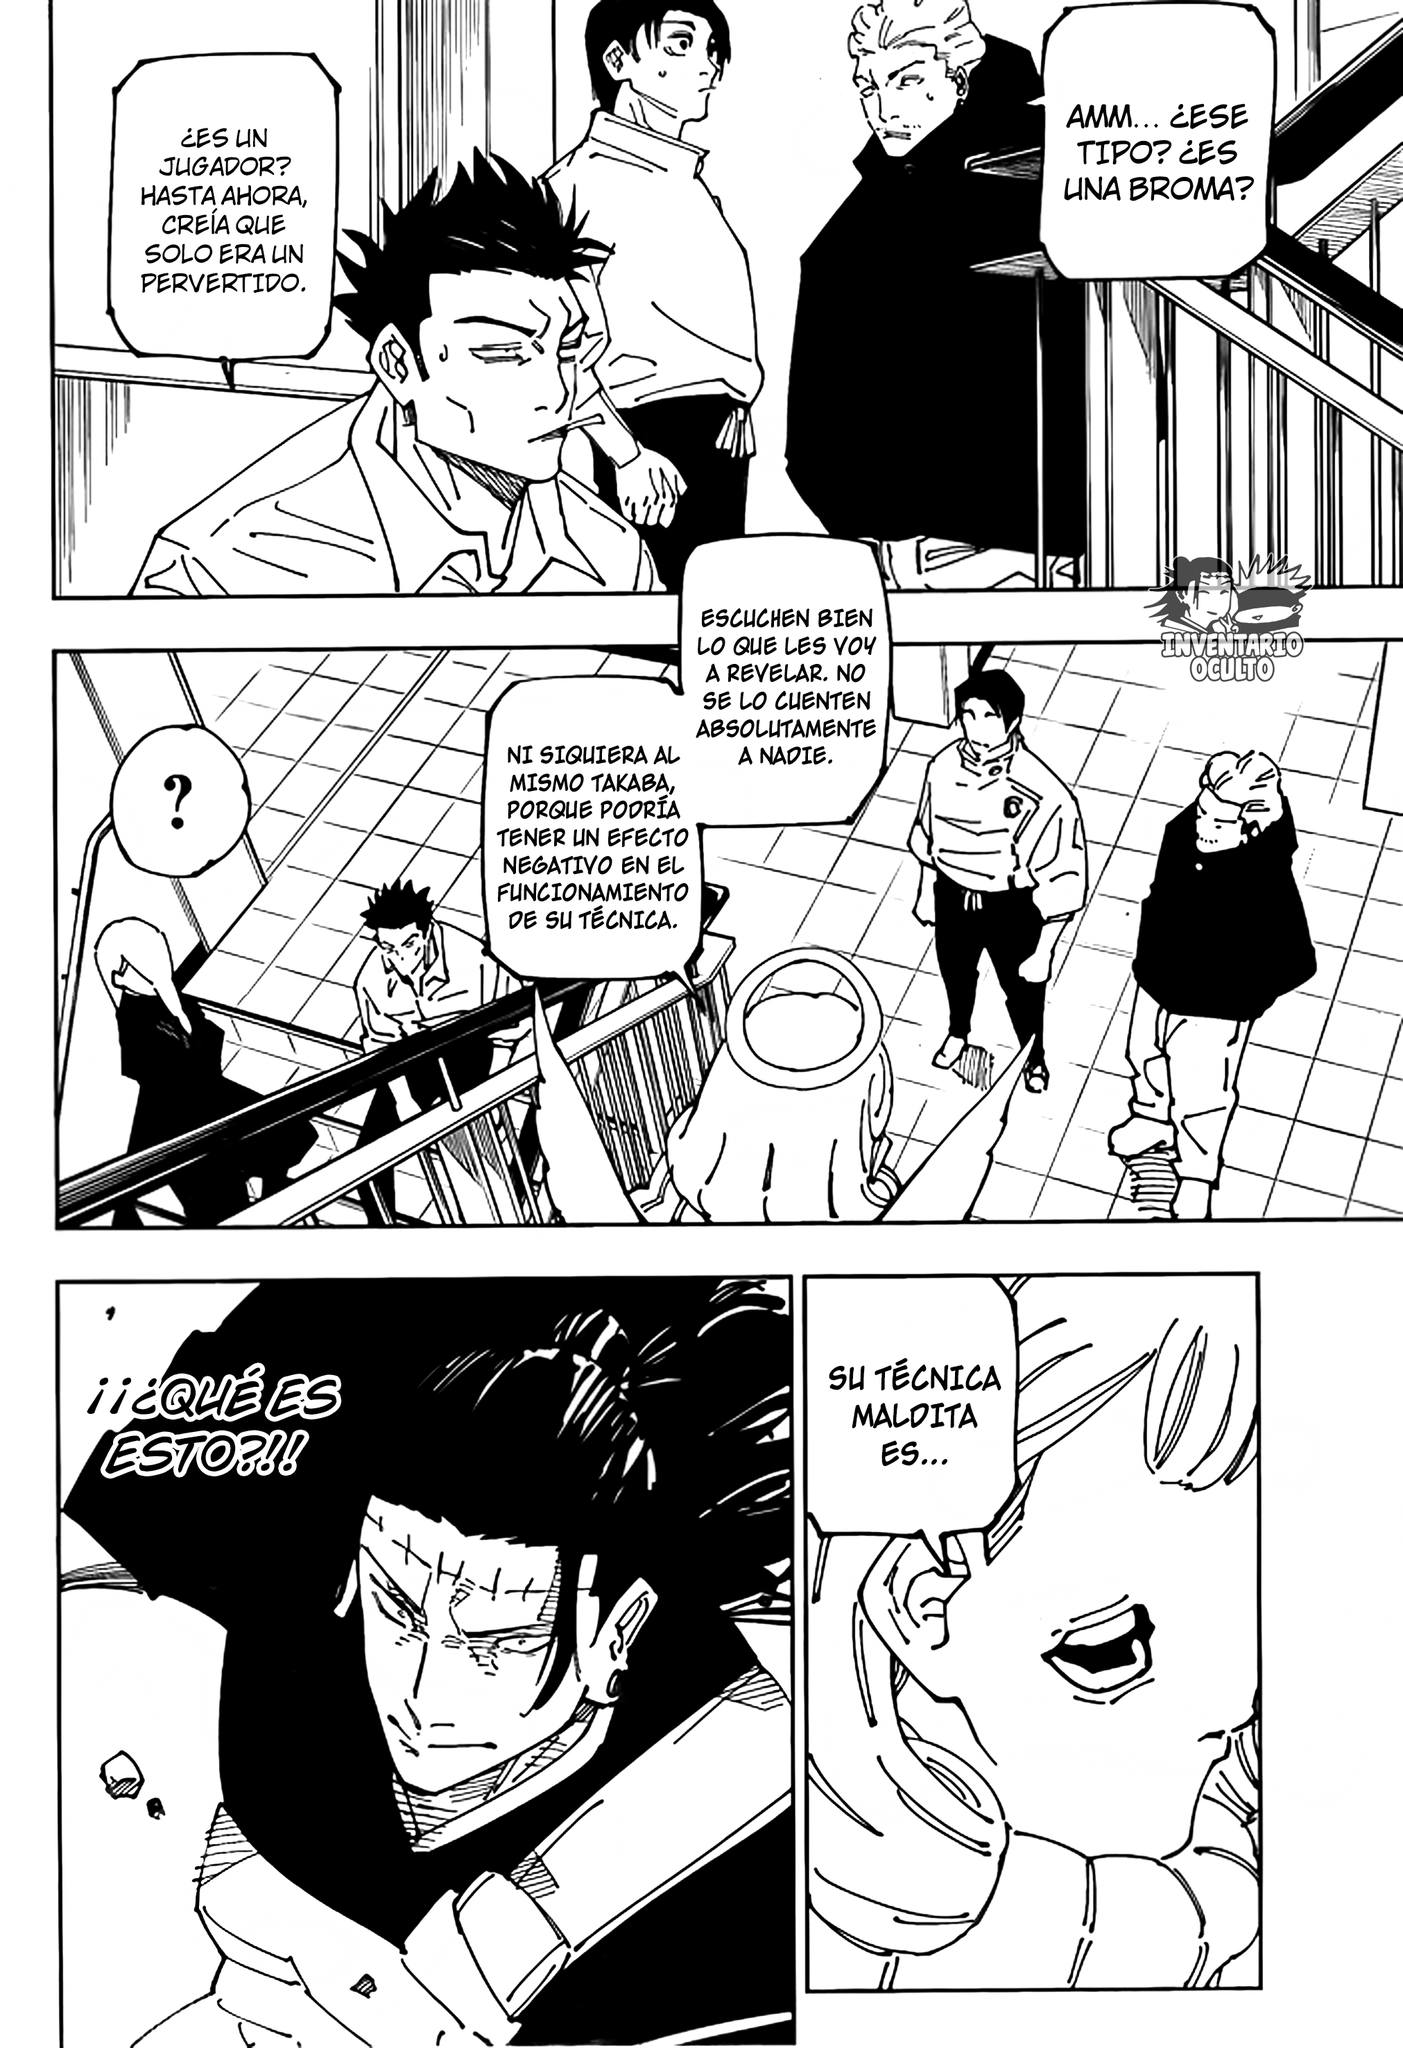 AMM... ¿ESE
TIPO? ¿ES
UNA BROMA?
¿ES UN
JUGADOR?
HASTA AHORA,
CREÍA QUE
SOLO ERA UN
PERVERTIDO.
INVENTARIO
OCULTO
ESCUCHEN BIEN
LO QUE LES VOY
A REVELAR. NO
SE LO CUENTEN
ABSOLUTAMENTE
A NADIE.
NI SIQUIERA AL
MISMO TAKABA,
PORQUE PODRÍA
TENER UN EFECTO
NEGATIVO EN EL
FUNCIONAMIENTO
DE SU TÉCNICA.
?
SU TÉCNICA
MALDITA
ES...
¡¡¿QUÉ ES
ESTO?!!